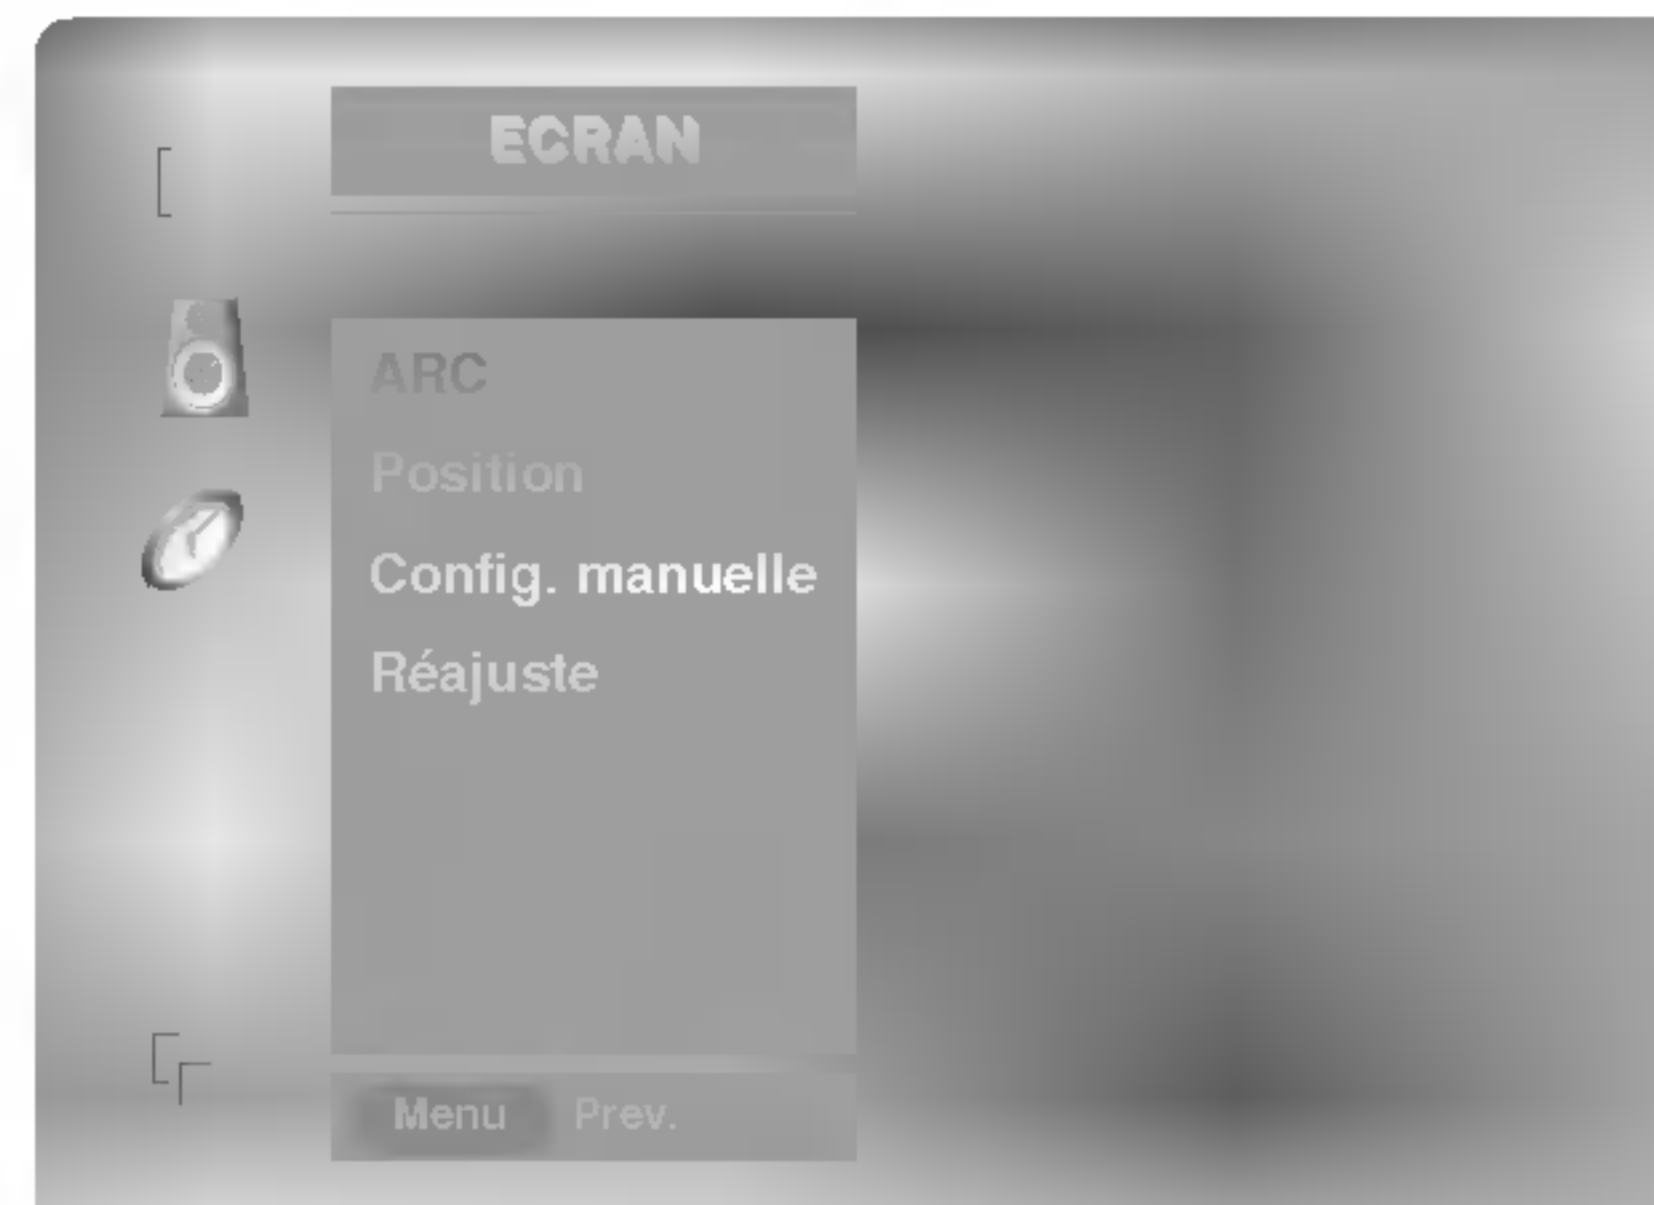 ECRAN
ARC
Position
Config. manuelle
Réajuste
Menu Prev.